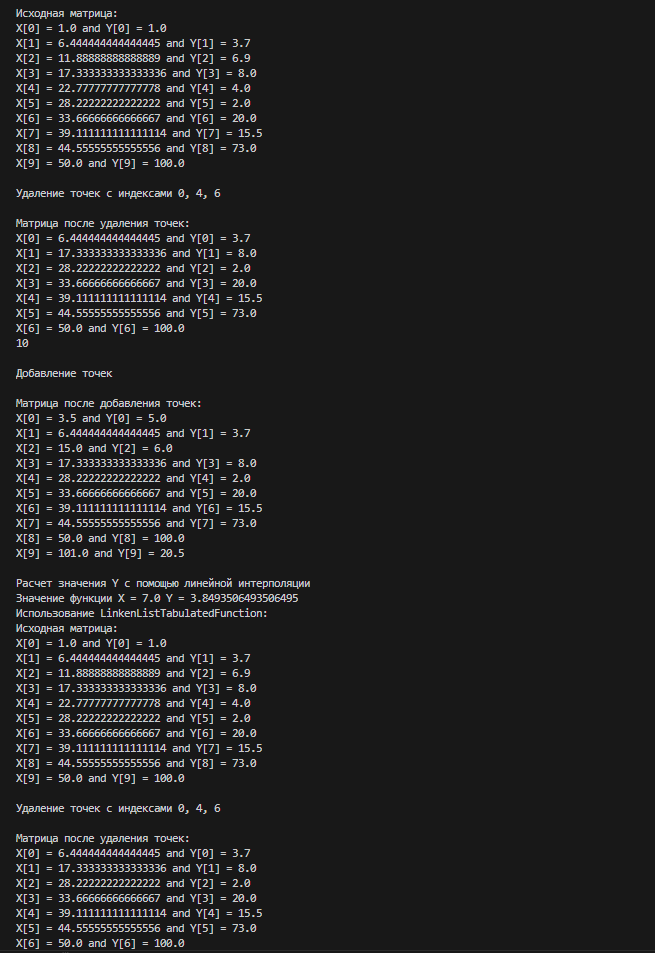 Исходная матрица:
X[0] = 1.0 and Y[0] = 1.0
X[1] = 6.444444444444445 and Y[1] = 3.7
X[2] = 11.88888888888889 and Y[2] = 6.9
X[3] = 17.333333333333336 and Y[3] = 8.0
X[4] = 22.77777777777778 and Y[4] = 4.0
X[5] = 28.22222222222222 and Y[5] = 2.0
X[6] = 33.66666666666667 and Y[6] = 20.0
X[7] = 39.111111111111114 and Y[7] = 15.5
X[8] = 44.55555555555556 and Y[8] = 73.0
X[9] = 50.0 and Y[9] = 100.0
Удаление точек с индексами 0, 4, 6
Матрица после удаления точек:
X[0] = 6.444444444444445 and Y[0] = 3.7
X[1] = 17.333333333333336 and Y[1] = 8.0
X[2] = 28.22222222222222 and Y[2] = 2.0
X[3] = 33.66666666666667 and Y[3] = 20.0
X[4] = 39.111111111111114 and Y[4] = 15.5
X[5] = 44.55555555555556 and Y[5] = 73.0
X[6] = 50.0 and Y[6] = 100.0
10
Добавление точек
Матрица после добавления точек:
X[0] = 3.5 and Y[0] = 5.0
X[1] = 6.444444444444445 and Y[1] = 3.7
X[2] = 15.0 and Y[2] = 6.0
X[3] = 17.333333333333336 and Y[3] = 8.0
X[4] = 28.22222222222222 and Y[4] = 2.0
X[5] = 33.66666666666667 and Y[5] = 20.0
X[6] = 39.111111111111114 and Y[6] = 15.5
X[7] = 44.55555555555556 and Y[7] = 73.0
X[8] = 50.0 and Y[8] = 100.0
X[9] = 101.0 and Y[9] = 20.5
Расчет значения Y с помощью линейной интерполяции
Значение функции X = 7.0 Y = 3.8493506493506495
Использование LinkenListTabulatedFunction:
Исходная матрица:
X[0] = 1.0 and Y[0] = 1.0
X[1] = 6.444444444444445 and Y[1] = 3.7
X[2] = 11.88888888888889 and Y[2] = 6.9
X[3] = 17.333333333333336 and Y[3] = 8.0
X[4] = 22.77777777777778 and Y[4] = 4.0
X[5] = 28.22222222222222 and Y[5] = 2.0
X[6] = 33.66666666666667 and Y[6] = 20.0
X[7] = 39.111111111111114 and Y[7] = 15.5
X[8] = 44.55555555555556 and Y[8] = 73.0
X[9] = 50.0 and Y[9] = 100.0
Удаление точек с индексами 0, 4, 6
Матрица после удаления точек:
X[0] = 6.444444444444445 and Y[0] = 3.7
X[1] = 17.333333333333336 and Y[1] = 8.0
X[2] = 28.22222222222222 and Y[2] = 2.0
X[3] = 33.66666666666667 and Y[3] = 20.0
X[4] = 39.111111111111114 and Y[4] = 15.5
X[5] = 44.55555555555556 and Y[5] = 73.0
X[6] = 50.0 and Y[6] = 100.0